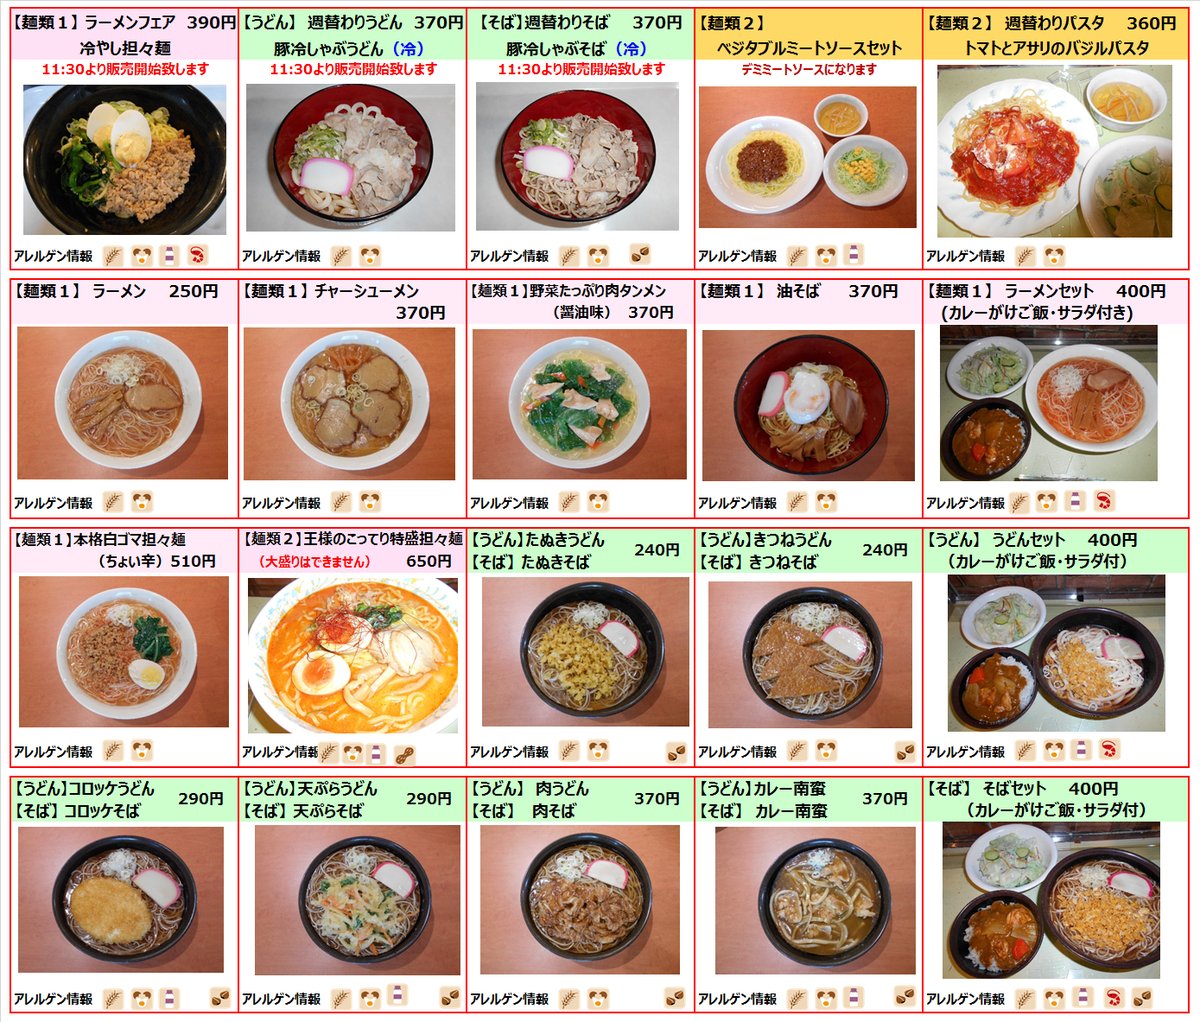 【麺類１】 ラーメンフェア 390円
冷やし担々麺
11:30より販売開始致します
アレルゲン情報
【うどん】 週替わりうどん 370円
豚冷しゃぶうどん（冷）
11:30より販売開始致します
アレルゲン情報
【そば】週替わりそば 370円
豚冷しゃぶそば（冷）
11:30より販売開始致します
アレルゲン情報
【麺類２】
ベジタブルミートソースセット
デミミートソースになります
アレルゲン情報
【麺類２】 週替わりパスタ 360円
トマトとアサリのバジルパスタ
アレルゲン情報
【麺類１】 ラーメン 250円
アレルゲン情報
【麺類１】 チャーシューメン
370円
アレルゲン情報
【麺類１】野菜たっぷり肉タンメン
（醤油味） 370円
アレルゲン情報
【麺類１】 油そば 370円
アレルゲン情報
【麺類１】 ラーメンセット 400円
(カレーがけご飯・サラダ付き)
アレルゲン情報
【麺類１】本格白ゴマ担々麺
（ちょい辛）510円
アレルゲン情報
【麺類２】王様のこってり特盛担々麺
（大盛りはできません） 650円
アレルゲン情報
【うどん】たぬきうどん
【そば】 たぬきそば
240円
アレルゲン情報
【うどん】きつねうどん
【そば】 きつねそば
240円
アレルゲン情報
【うどん】 うどんセット 400円
（カレーがけご飯・サラダ付）
アレルゲン情報
【うどん】コロッケうどん
【そば】 コロッケそば
290円
アレルゲン情報
【うどん】天ぷらうどん
【そば】 天ぷらそば
290円
アレルゲン情報
【うどん】 肉うどん
【そば】 肉そば
370円
アレルゲン情報
【うどん】カレー南蛮
【そば】 カレー南蛮
370円
アレルゲン情報
【そば】 そばセット 400円
（カレーがけご飯・サラダ付）
アレルゲン情報